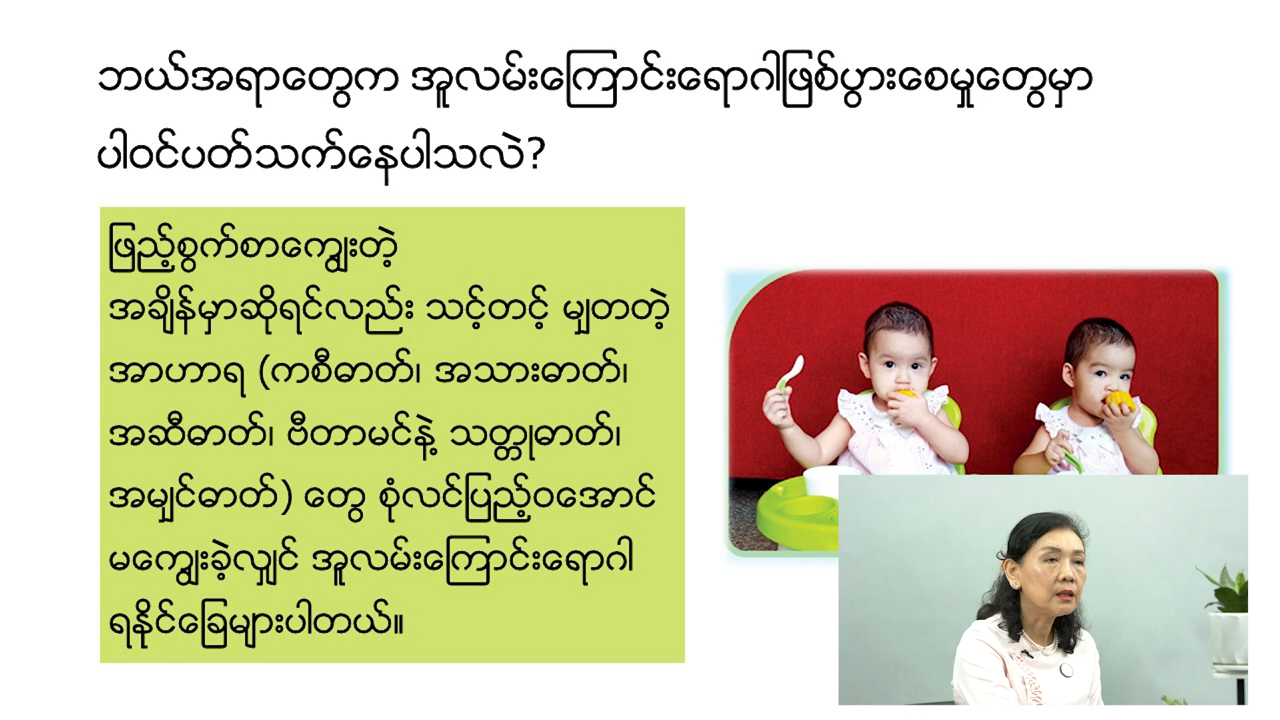 ဘယ်အရာတွေက အူလမ်းကြောင်းရောဂါဖြစ်ပွားစေမှုတွေမှာ
ပါဝင်ပတ်သက်နေပါသလဲ?
ဖြည့်စွက်စာကျွေးတဲ့
အချိန်မှာဆိုရင်လည်း သင့်တင့် မျှတတဲ့
အာဟာရ (ကစီဓာတ်၊ အသားဓာတ်၊
အဆီဓာတ်၊ ဗီတာမင်နဲ့ သတ္တုဓာတ်၊
အမျှင်ဓာတ်) တွေ စုံလင်ပြည့်ဝအောင်
မကျွေးခဲ့လျှင် အူလမ်းကြောင်းရောဂါ
ရနိုင်ခြေများပါတယ်။